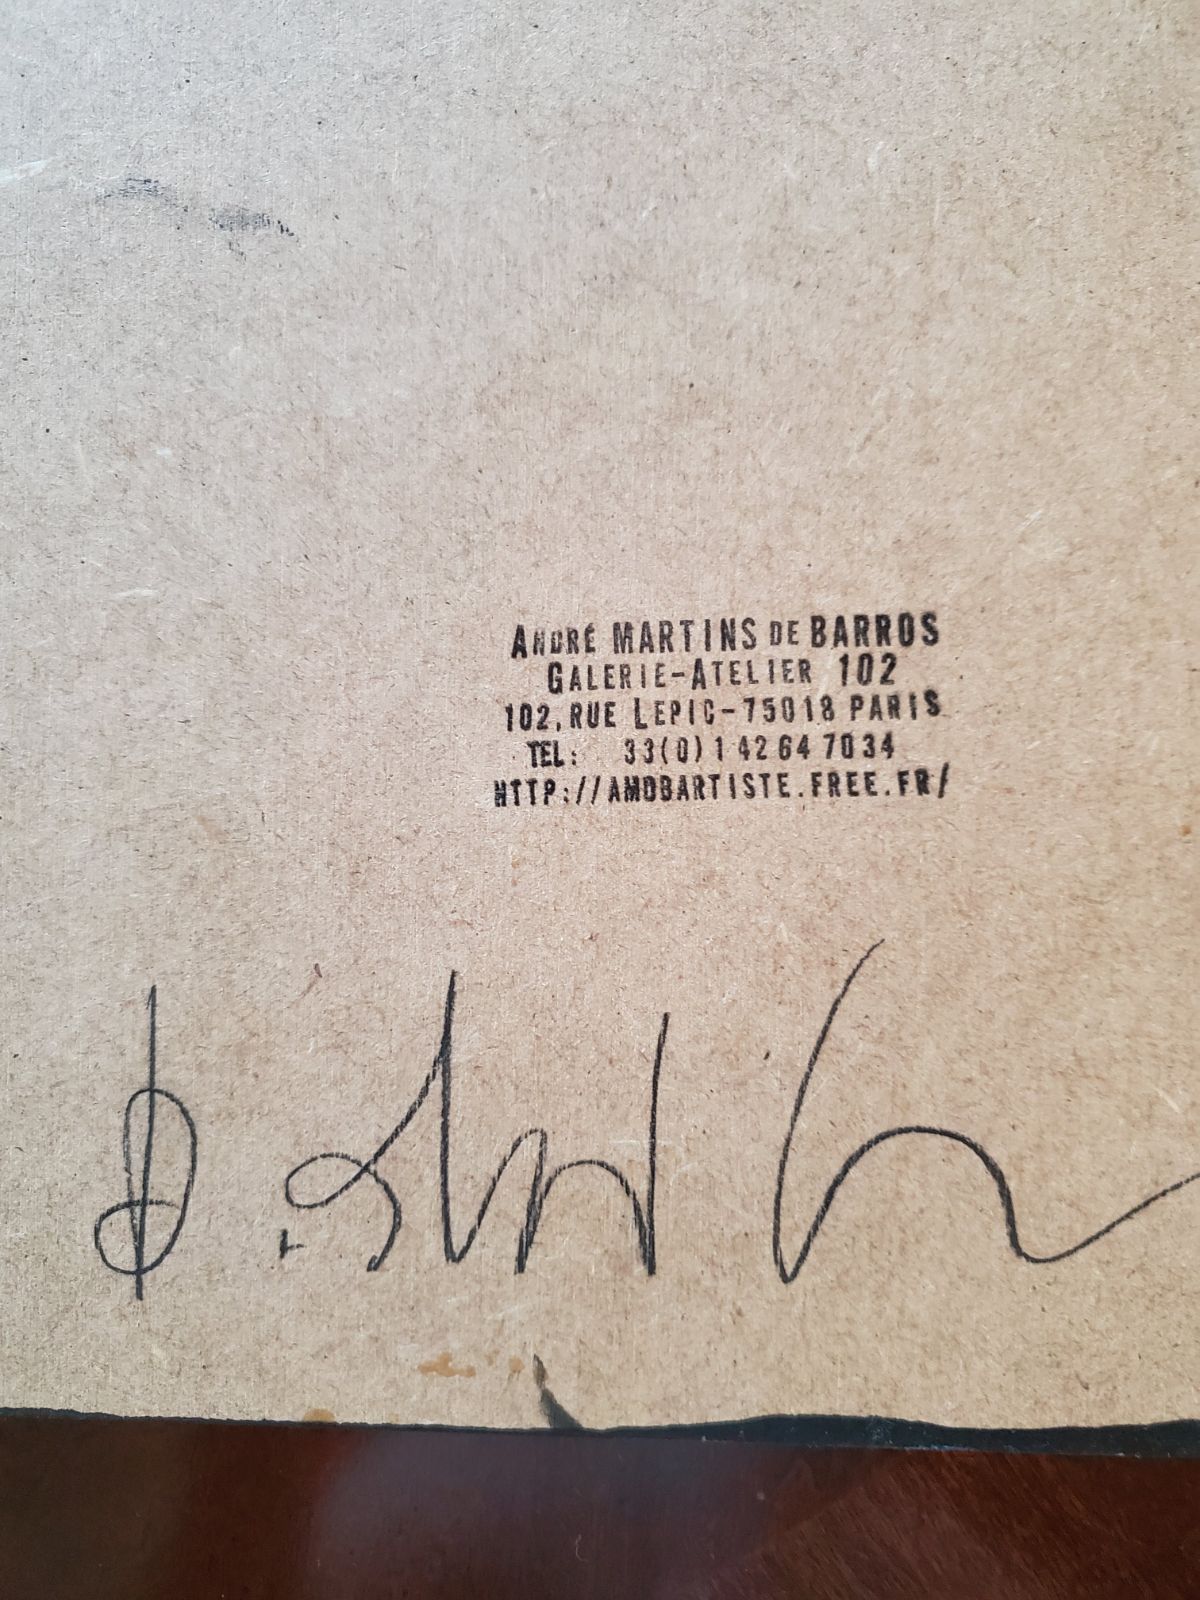 ANDRÉ MARTINS DE BARROS
GALERIE-ATELIER 102
102, RUE LEPIC-75018 PARIS
TEL: 33(0)1 42 64 70 34
HTTP://AMDBARTISTE.FREE.FR/